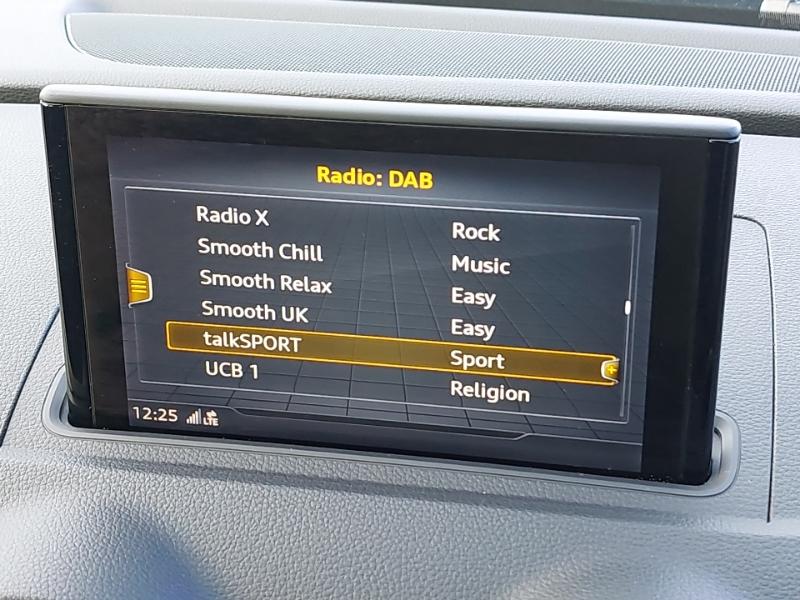 Radio: DAB
Radio X Rock
Smooth Chill Music
Smooth Relax Easy
Smooth UK Easy
talkSPORT Sport
UCB 1 Religion
12:25 LTE